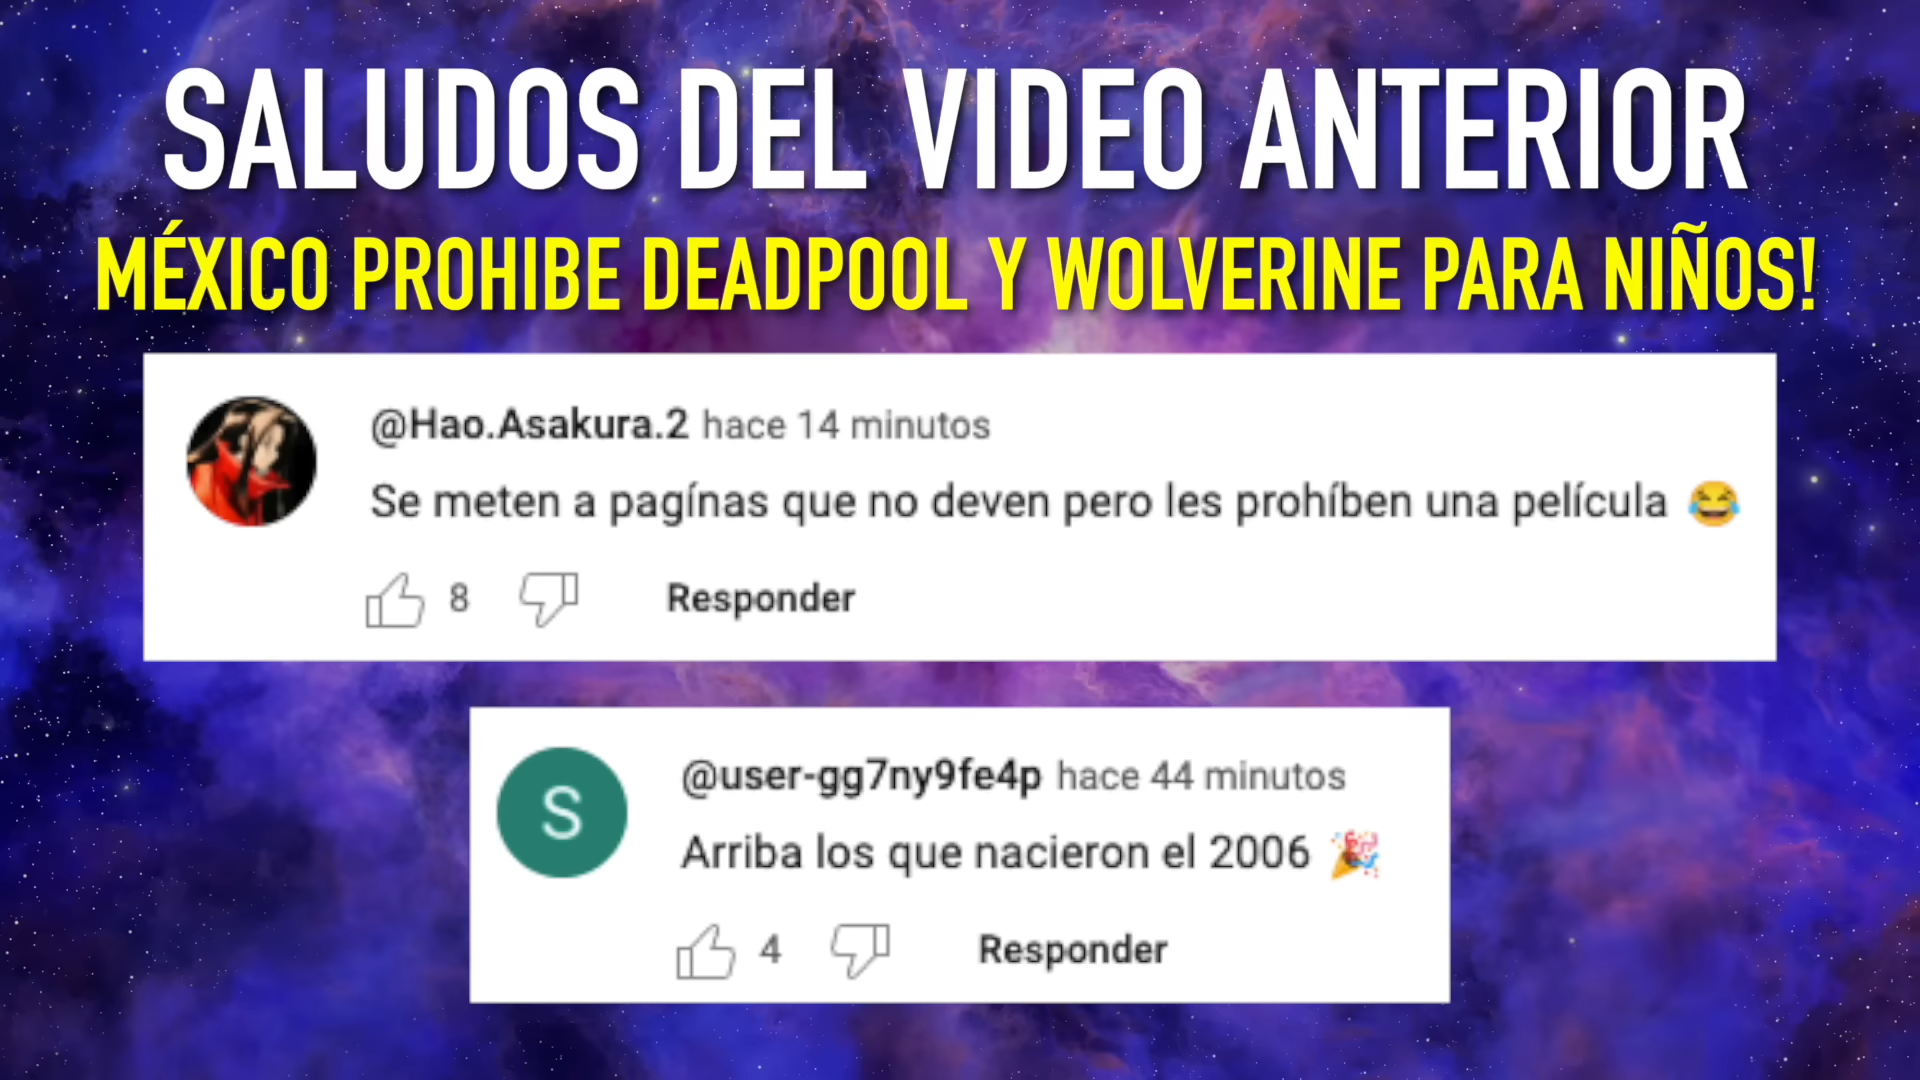 SALUDOS DEL VIDEO ANTERIOR
MÉXICO PROHIBE DEADPOOL Y WOLVERINE PARA NIÑOS!
@Hao.Asakura.2 hace 14 minutos
Se meten a pagínas que no deven pero les prohíben una película 😂
8 Responder
S
@user-gg7ny9fe4p hace 44 minutos
Arriba los que nacieron el 2006 🎉
4 Responder